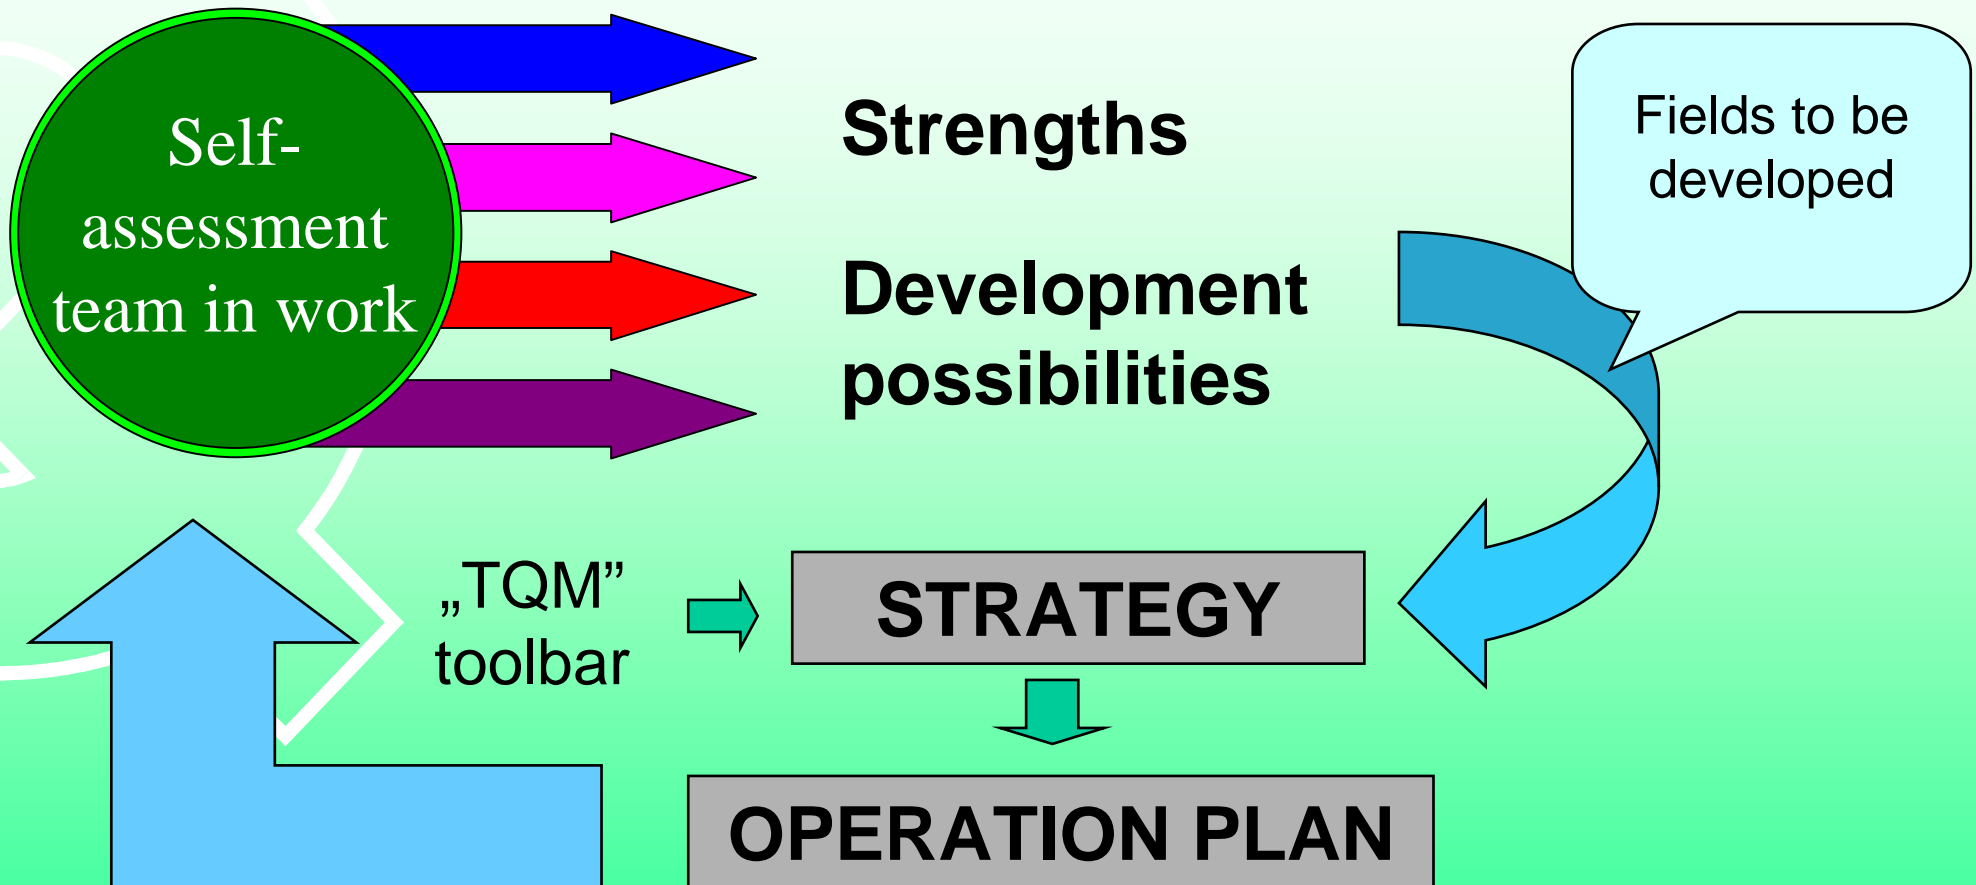 Self-
assessment
team in work
Strengths
Development
possibilities
Fields to be
developed
„TQM”
toolbar
STRATEGY
OPERATION PLAN